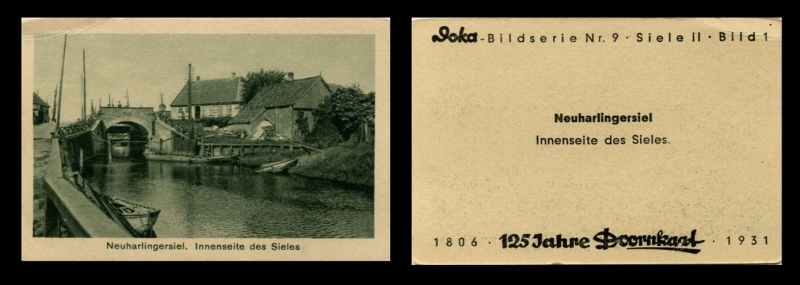 Neuharlingersiel. Innenseite des Sieles
Doka-Bildserie Nr. 9 · Siele II · Bild 1
Neuharlingersiel
Innenseite des Sieles.
1806 · 125 Jahre Doornkaat · 1931